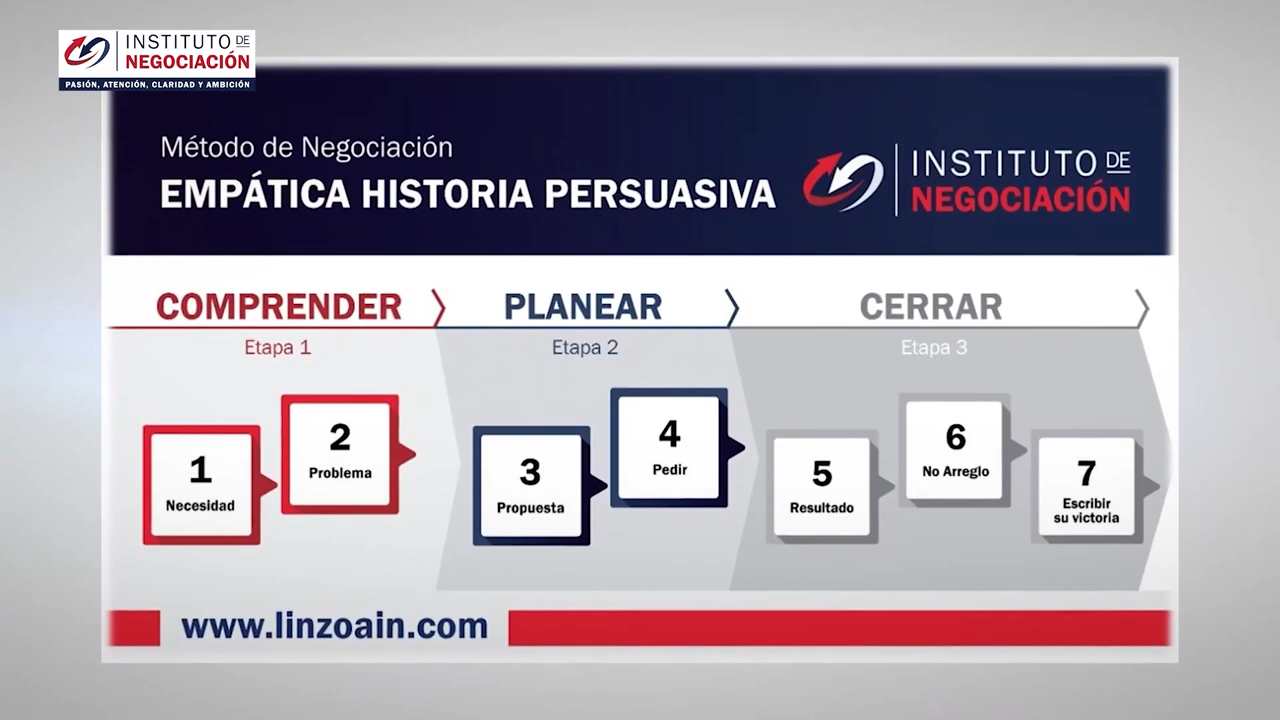 INSTITUTO DE
NEGOCIACIÓN
PASIÓN, ATENCIÓN, CLARIDAD Y AMBICIÓN
Método de Negociación
EMPÁTICA HISTORIA PERSUASIVA
INSTITUTO DE
NEGOCIACIÓN
COMPRENDER
PLANEAR
CERRAR
Etapa 1
Etapa 2
Etapa 3
1
Necesidad
2
Problema
3
Propuesta
4
Pedir
5
Resultado
6
No Arreglo
7
Escribir
su victoria
www.linzoain.com